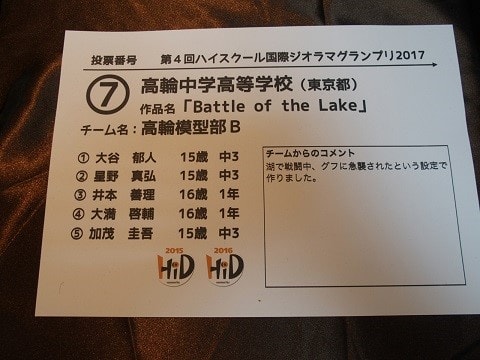 投票番号 第4回ハイスクール国際ジオラマグランプリ2017
⑦ 高輪中学高等学校（東京都）
作品名「Battle of the Lake」
チーム名：高輪模型部B
① 大谷 郁人 15歳 中3
② 星野 真弘 15歳 中3
③ 井本 善理 16歳 1年
④ 大満 啓輔 16歳 1年
⑤ 加茂 圭吾 15歳 中3
チームからのコメント
湖で戦闘中、グフに急襲されたという設定で
作りました。
2015 2016
HiD HiD